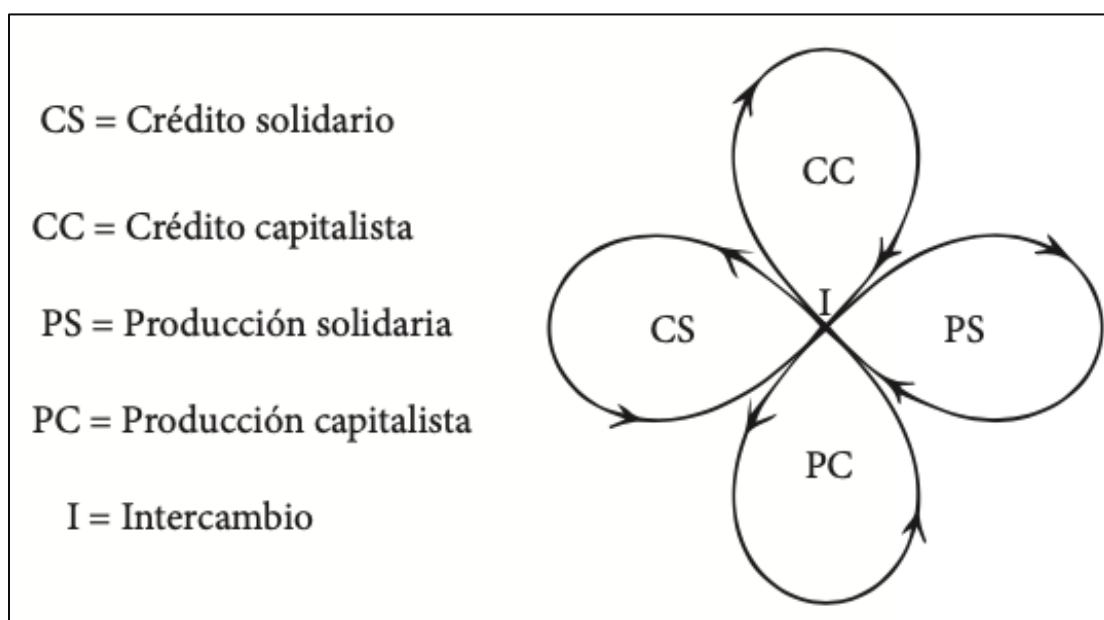 CS = Crédito solidario
CC = Crédito capitalista
PS = Producción solidaria
PC = Producción capitalista
I = Intercambio
CC
I
CS
PS
PC